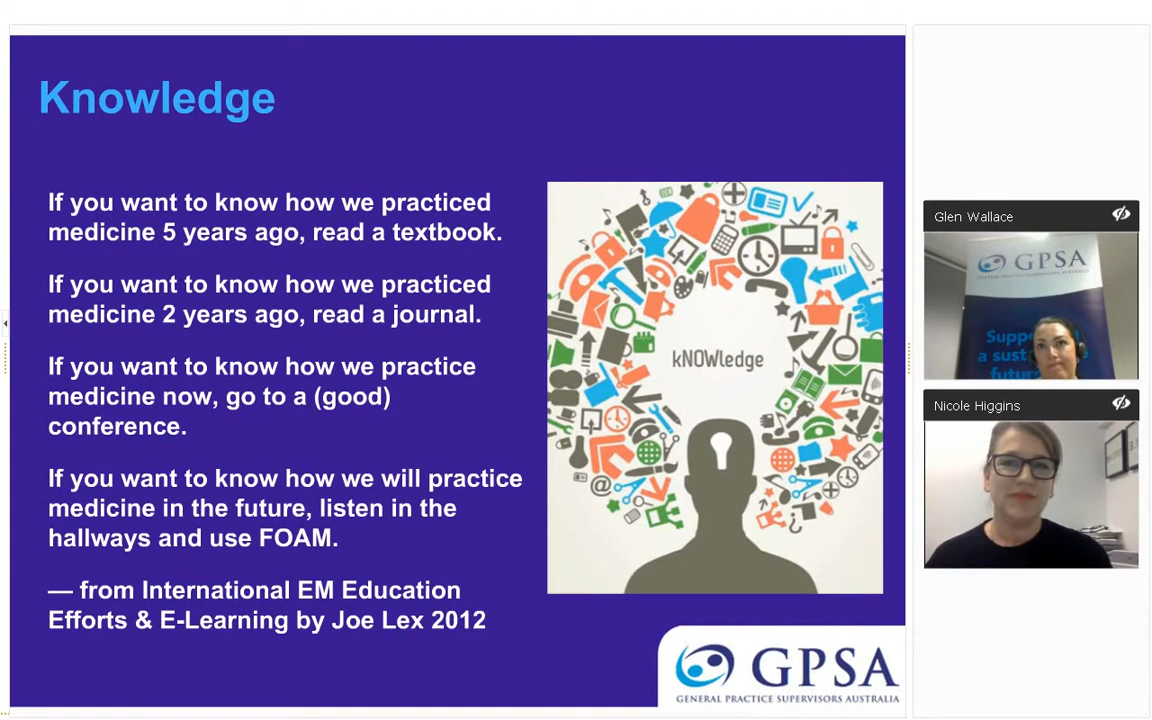 Knowledge
If you want to know how we practiced
medicine 5 years ago, read a textbook.
If you want to know how we practiced
medicine 2 years ago, read a journal.
If you want to know how we practice
medicine now, go to a (good)
conference.
If you want to know how we will practice
medicine in the future, listen in the
hallways and use FOAM.
— from International EM Education
Efforts & E-Learning by Joe Lex 2012
kNOWledge
GPSA
GENERAL PRACTICE SUPERVISORS AUSTRALIA
Glen Wallace
GPSA
GENERAL PRACTICE SUPERVISORS AUSTRALIA
Nicole Higgins